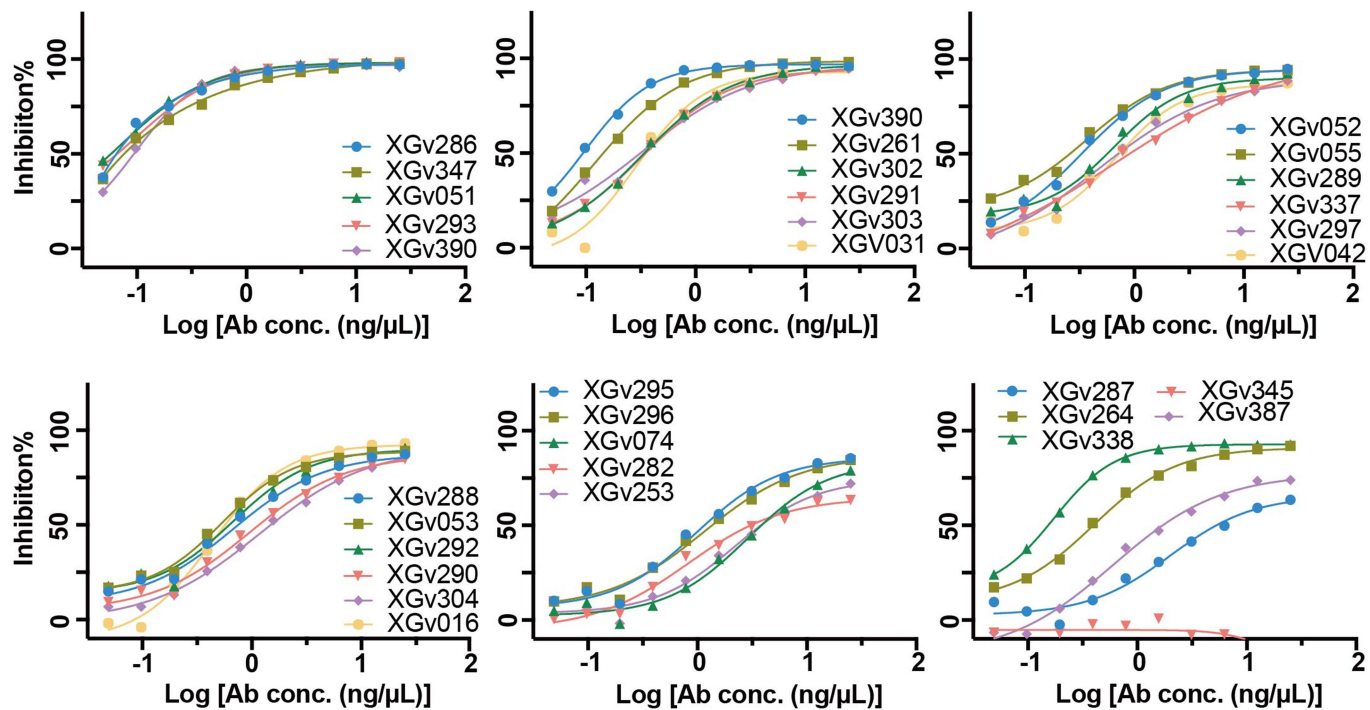 Inhibiiton%
100
50
0
XGv286
XGv347
XGv051
XGv293
XGv390
-1
0
1
2
Log [Ab conc. (ng/µL)]
100
50
0
XGv390
XGv261
XGv302
XGv291
XGv303
XGV031
-1
0
1
2
Log [Ab conc. (ng/µL)]
100
50
0
XGv052
XGv055
XGv289
XGv337
XGv297
XGV042
-1
0
1
2
Log [Ab conc. (ng/µL)]
Inhibiiton%
100
50
0
XGv288
XGv053
XGv292
XGv290
XGv304
XGv016
-1
0
1
2
Log [Ab conc. (ng/µL)]
XGv295
XGv296
XGv074
XGv282
XGv253
100
50
0
-1
0
1
2
Log [Ab conc. (ng/µL)]
XGv287 XGv345
XGv264 XGv387
XGv338
100
50
0
-1
0
1
2
Log [Ab conc. (ng/µL)]